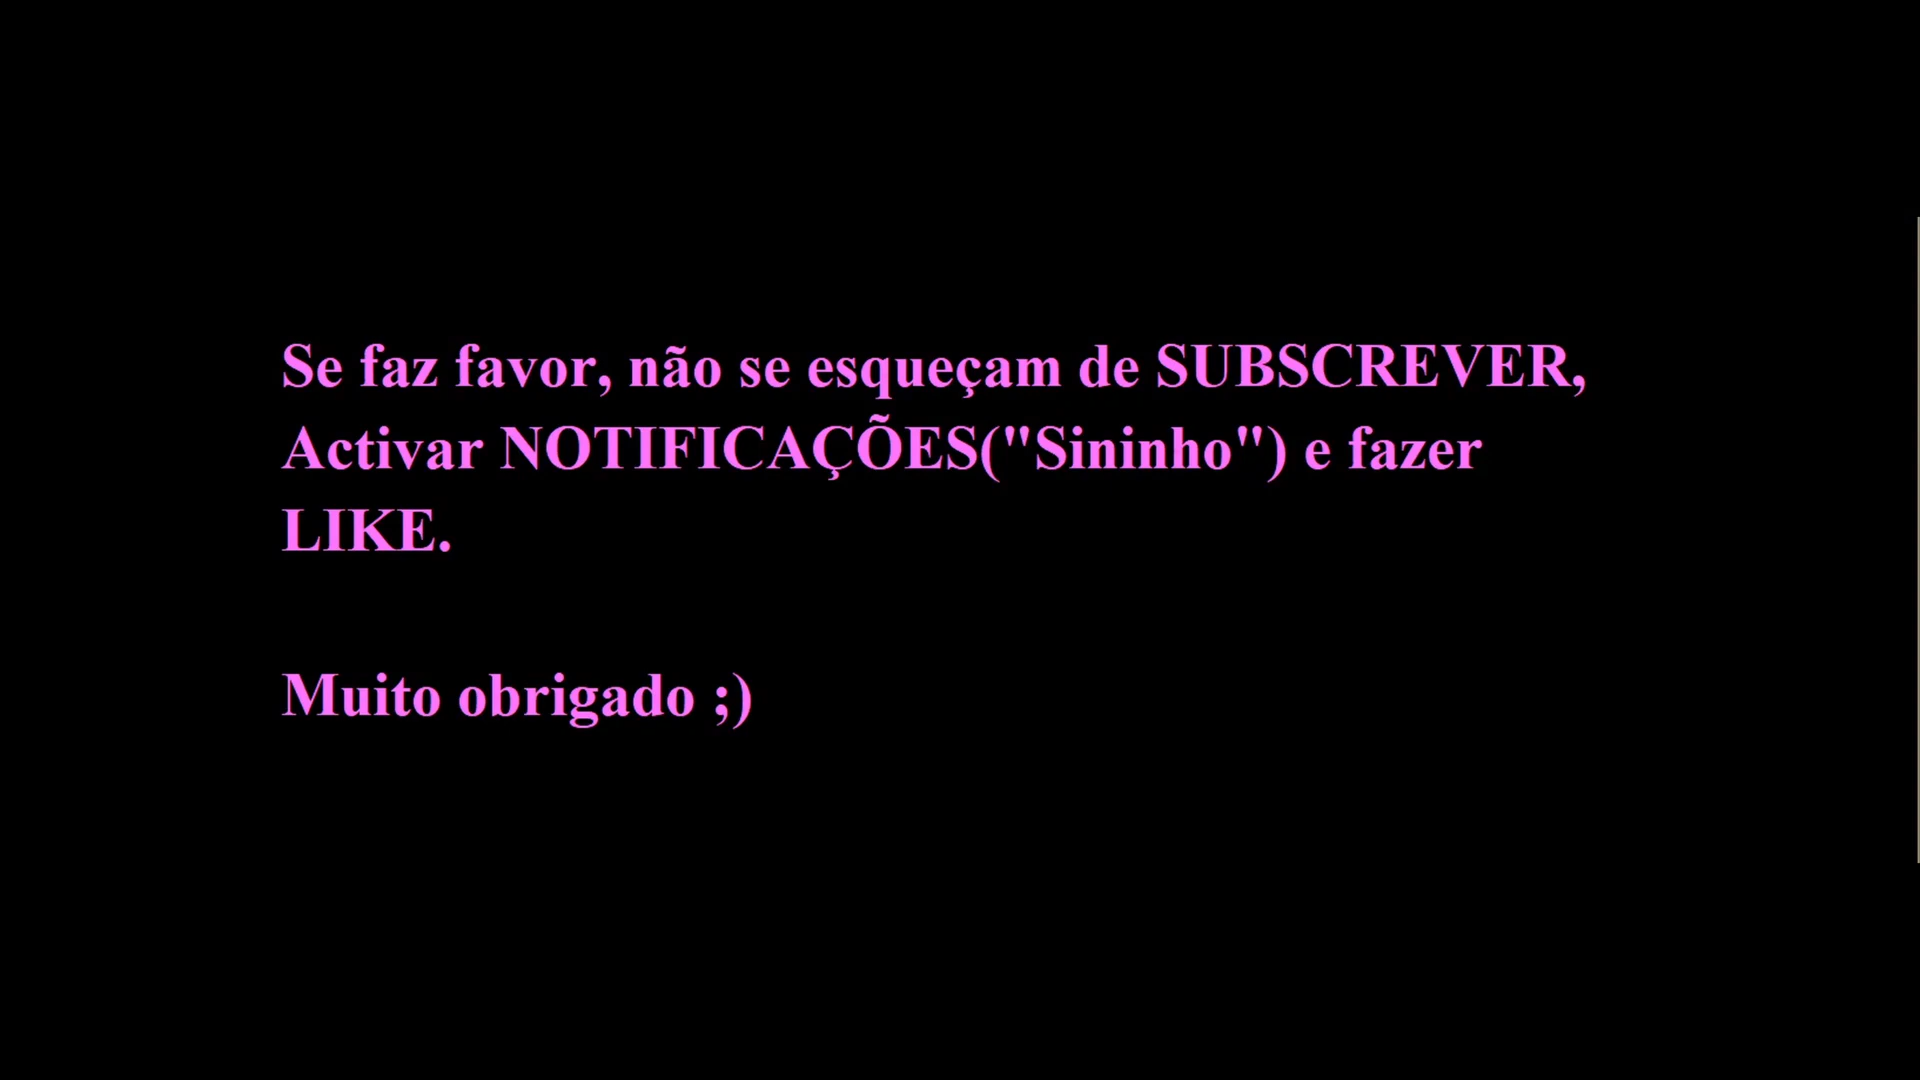 Se faz favor, não se esqueçam de SUBSCREVER,
Activar NOTIFICAÇÕES("Sininho") e fazer
LIKE.
Muito obrigado ;)